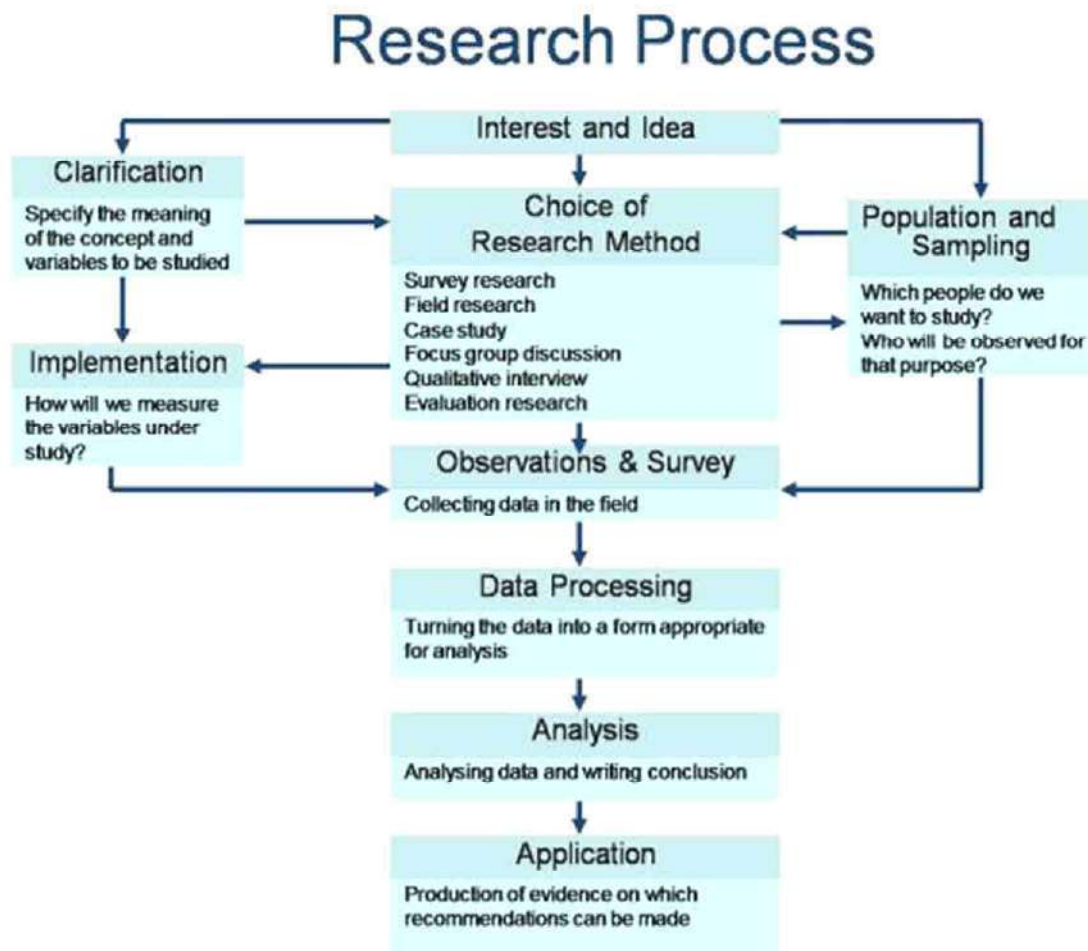 Research Process
Interest and Idea
Clarification
Specify the meaning
of the concept and
variables to be studied
Choice of
Research Method
Survey research
Field research
Case study
Focus group discussion
Qualitative interview
Evaluation research
Population and
Sampling
Which people do we
want to study?
Who will be observed for
that purpose?
Implementation
How will we measure
the variables under
study?
Observations & Survey
Collecting data in the field
Data Processing
Turning the data into a form appropriate
for analysis
Analysis
Analysing data and writing conclusion
Application
Production of evidence on which
recommendations can be made